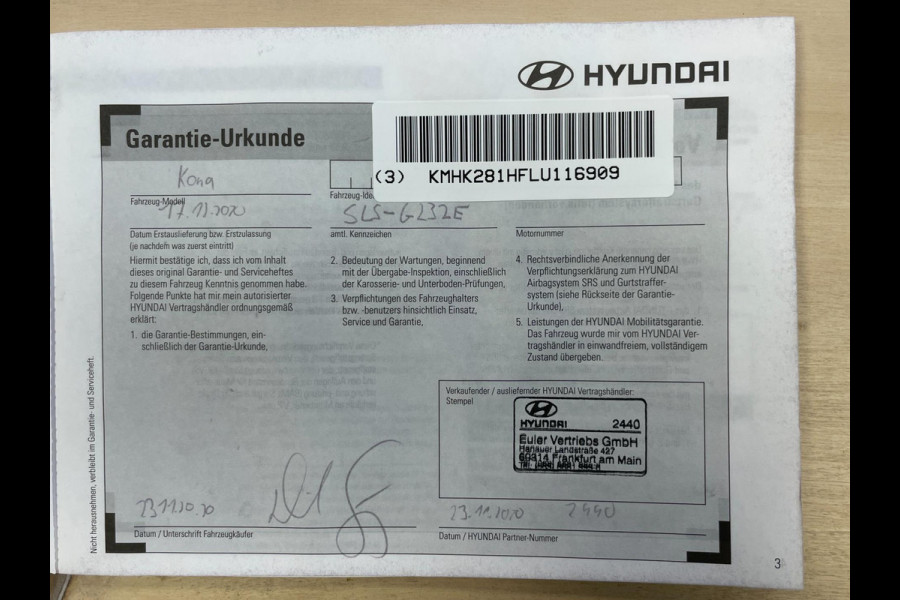 HYUNDAI
Garantie-Urkunde
(3) KMHK281HFLU116909
Kona
Fahrzeug-Modell
Fahrzeug-Ide
17.11.2020
SLS-G232E
Datum Erstauslieferung bzw. Erstzulassung
(je nachdem was zuerst eintritt)
amtl. Kennzeichen
Motornummer
Hiermit bestätige ich, dass ich vom Inhalt
dieses original Garantie- und Serviceheftes
zu diesem Fahrzeug Kenntnis genommen habe.
Folgende Punkte hat mir mein autorisierter
HYUNDAI Vertragshändler ordnungsgemäß
erklärt:
1. die Garantie-Bestimmungen, ein-
schließlich der Garantie-Urkunde,
2. Bedeutung der Wartungen, beginnend
mit der Übergabe-Inspektion, einschließlich
der Karosserie- und Unterboden-Prüfungen,
3. Verpflichtungen des Fahrzeughalters
bzw. -benutzers hinsichtlich Einsatz,
Service und Garantie,
4. Rechtsverbindliche Anerkennung der
Verpflichtungserklärung zum HYUNDAI
Airbagsystem SRS und Gurtstraffer-
system (siehe Rückseite der Garantie-
Urkunde),
5. Leistungen der HYUNDAI Mobilitätsgarantie.
Das Fahrzeug wurde mir vom HYUNDAI Ver-
tragshändler in einwandfreiem, vollständigem
Zustand übergeben.
Verkaufender / ausliefernder HYUNDAI Vertragshändler:
Stempel
HYUNDAI 2440
Euler Vertriebs GmbH
Hanauer Landstraße 427
60314 Frankfurt am Main
2440
Datum / Unterschrift Fahrzeugkäufer
Datum / HYUNDAI Partner-Nummer
Nicht herausnehmen, verbleibt im Garantie- und Serviceheft.
3